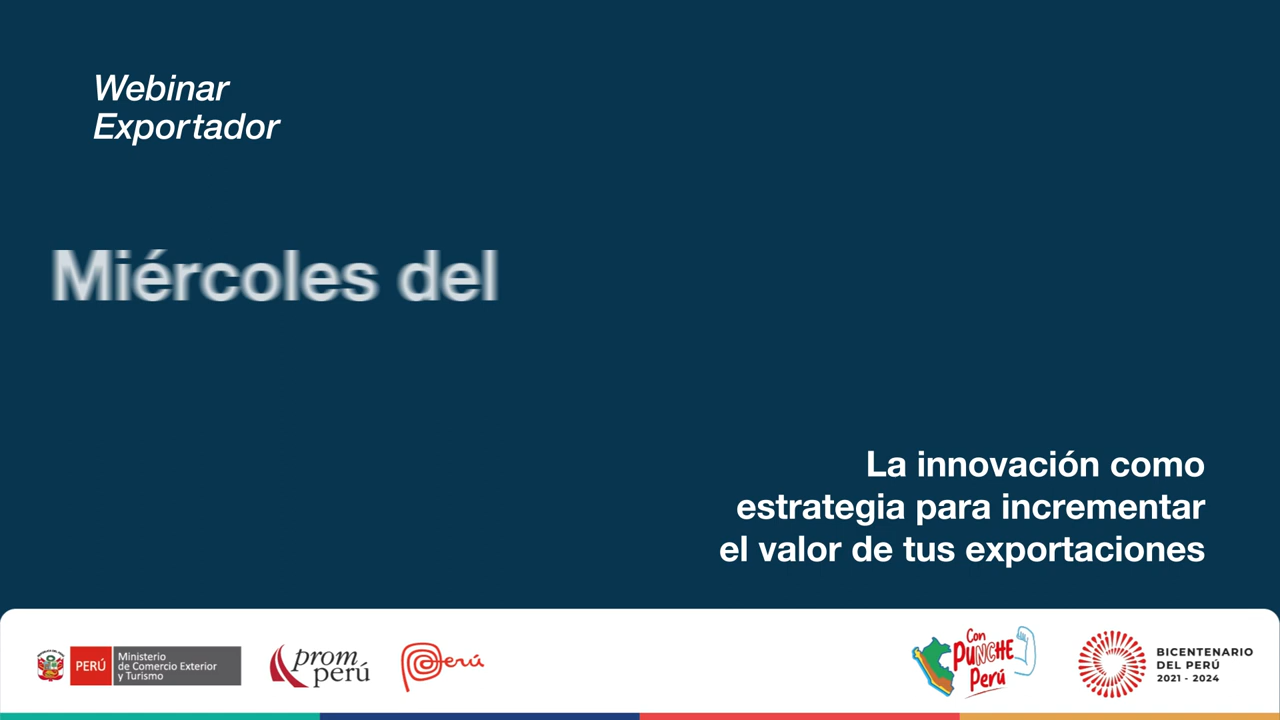 Webinar
Exportador
Miércoles del
La innovación como
estrategia para incrementar
el valor de tus exportaciones
PERÚ
Ministerio
de Comercio Exterior
y Turismo
prom
perú
Perú
Con
PUNCHE
Perú
BICENTENARIO
DEL PERÚ
2021 - 2024